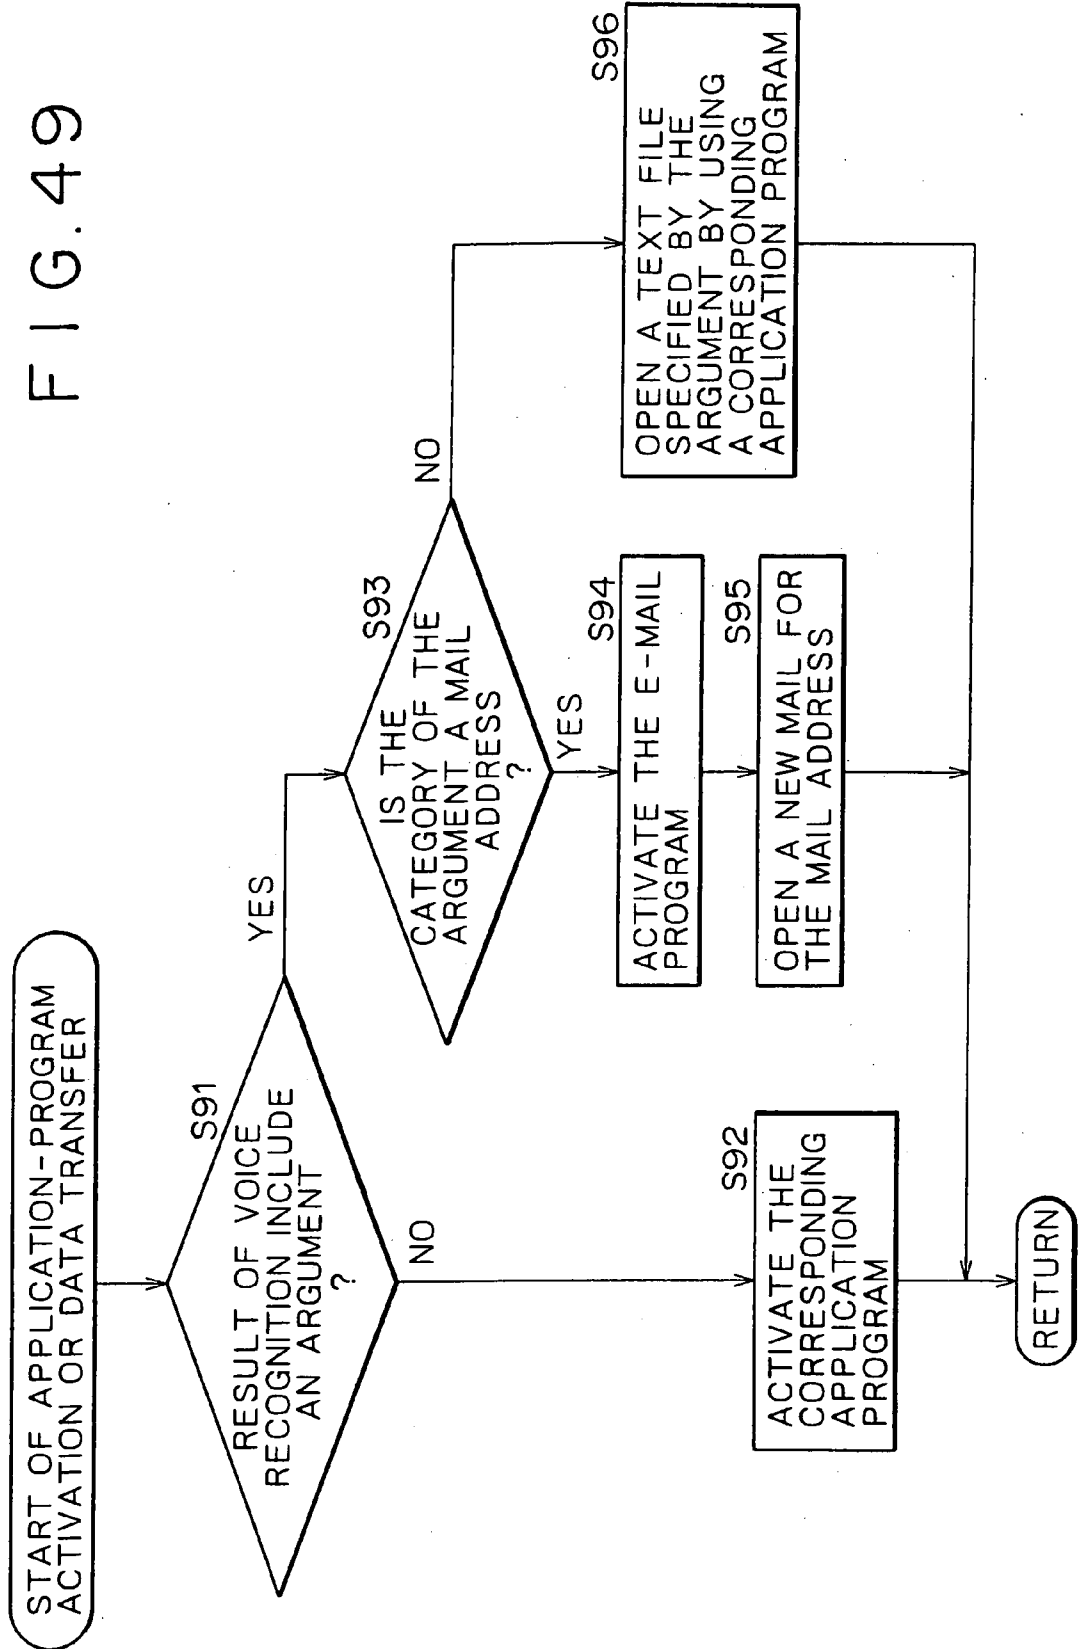 FIG.49
START OF APPLICATION-PROGRAM
ACTIVATION OR DATA TRANSFER
S91
RESULT OF VOICE
RECOGNITION INCLUDE
AN ARGUMENT
?
YES
NO
S93
IS THE
CATEGORY OF THE
ARGUMENT A MAIL
ADDRESS
?
NO
YES
S92
ACTIVATE THE
CORRESPONDING
APPLICATION
PROGRAM
S94
ACTIVATE THE E-MAIL
PROGRAM
S95
OPEN A NEW MAIL FOR
THE MAIL ADDRESS
S96
OPEN A TEXT FILE
SPECIFIED BY THE
ARGUMENT BY USING
A CORRESPONDING
APPLICATION PROGRAM
RETURN